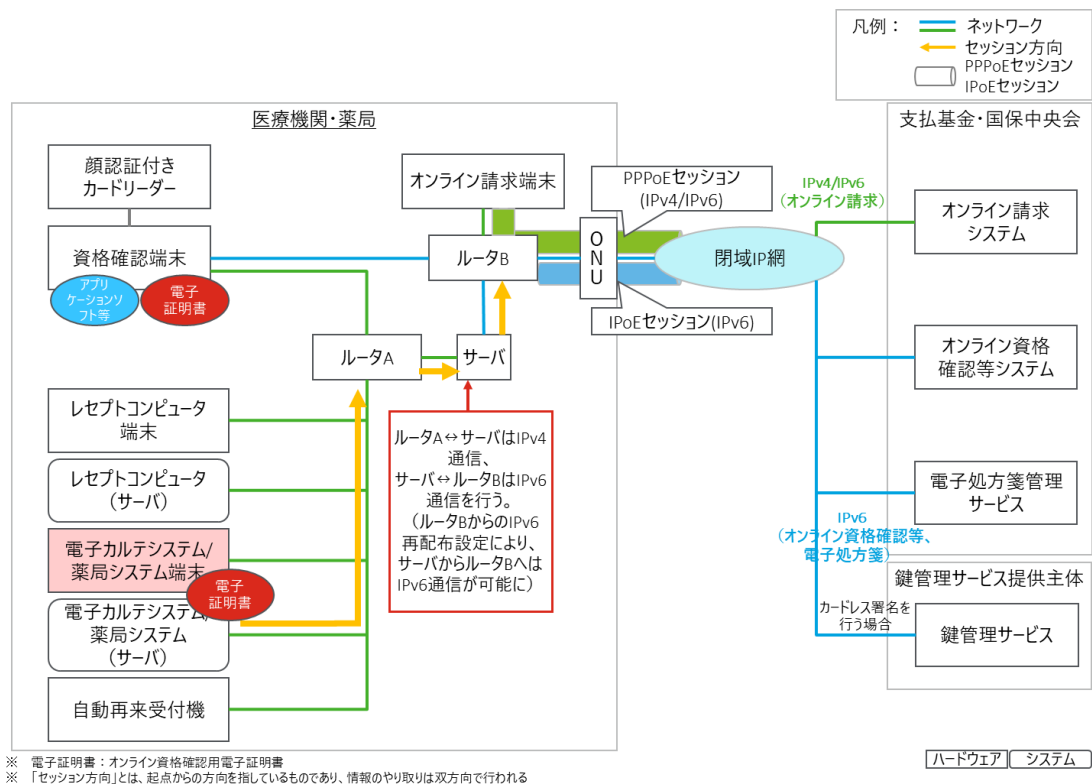 凡例：
ネットワーク
セッション方向
PPPoEセッション
IPoEセッション
医療機関・薬局
支払基金・国保中央会
顔認証付き
カードリーダー
オンライン請求端末
PPPoEセッション
(IPv4/IPv6)
IPv4/IPv6
（オンライン請求）
オンライン請求
システム
資格確認端末
アプリ
ケーションソ
フト等
電子
証明書
ルータB
ONU
閉域IP網
IPoEセッション(IPv6)
ルータA
サーバ
オンライン資格
確認等システム
レセプトコンピュータ
端末
ルータA⇔サーバはIPv4
通信、
サーバ⇔ルータBはIPv6
通信を行う。
（ルータBからのIPv6
再配布設定により、
サーバからルータBへは
IPv6通信が可能に）
レセプトコンピュータ
(サーバ)
電子処方箋管理
サービス
IPv6
（オンライン資格確認等、
電子処方箋）
電子カルテシステム/
薬局システム端末
電子
証明書
電子カルテシステム/
薬局システム
(サーバ)
鍵管理サービス提供主体
カードレス署名を
行う場合
鍵管理サービス
自動再来受付機
※　電子証明書：オンライン資格確認用電子証明書
※　「セッション方向」とは、起点からの方向を指しているものであり、情報のやり取りは双方向で行われる
ハードウェア
システム